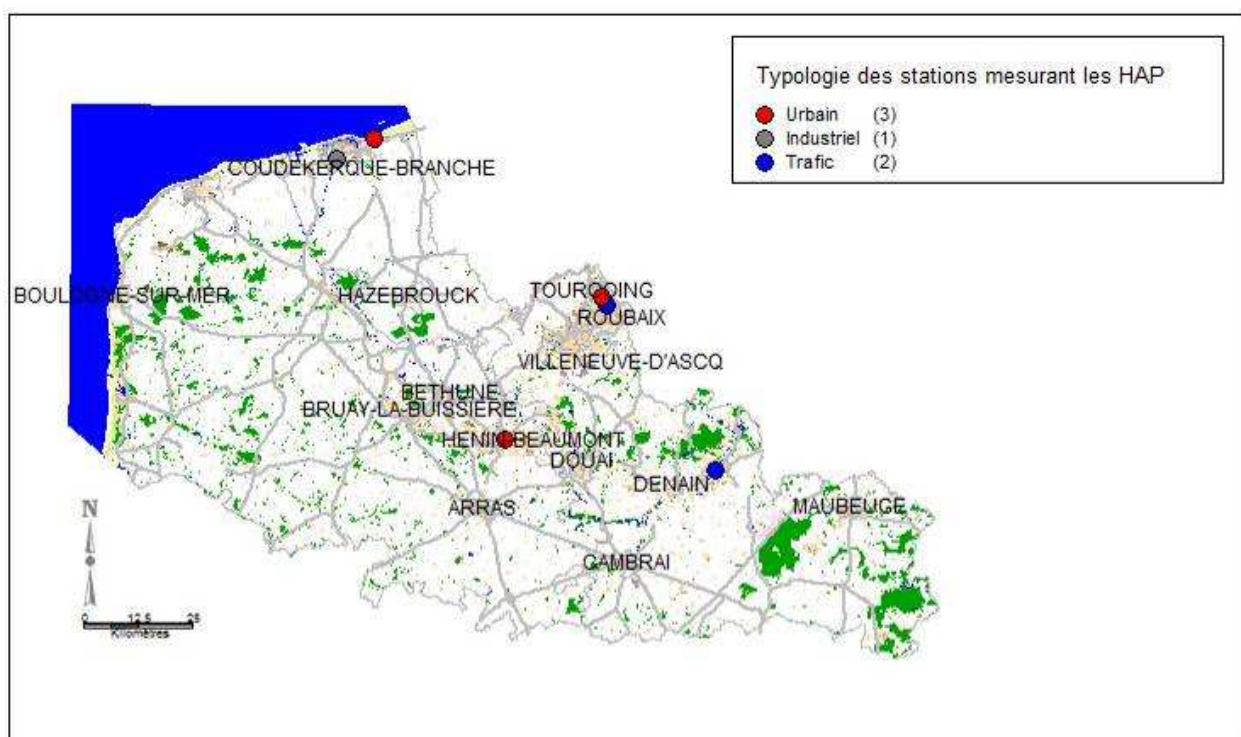 Typologie des stations mesurant les HAP
Urbain (3)
Industriel (1)
Trafic (2)
COUDEKERQUE-BRANCHE
BOULOGNE-SUR-MER
HAZEBROUCK
TOURCOING
ROUBAIX
VILLENEUVE-D'ASCQ
BETHUNE
BRUAY-LA-BUISSIERE
HENIN-BEAUMONT
DOUAI
DENAIN
ARRAS
MAUBEUGE
CAMBRAI
N
0 12.5 25
Kilomètres